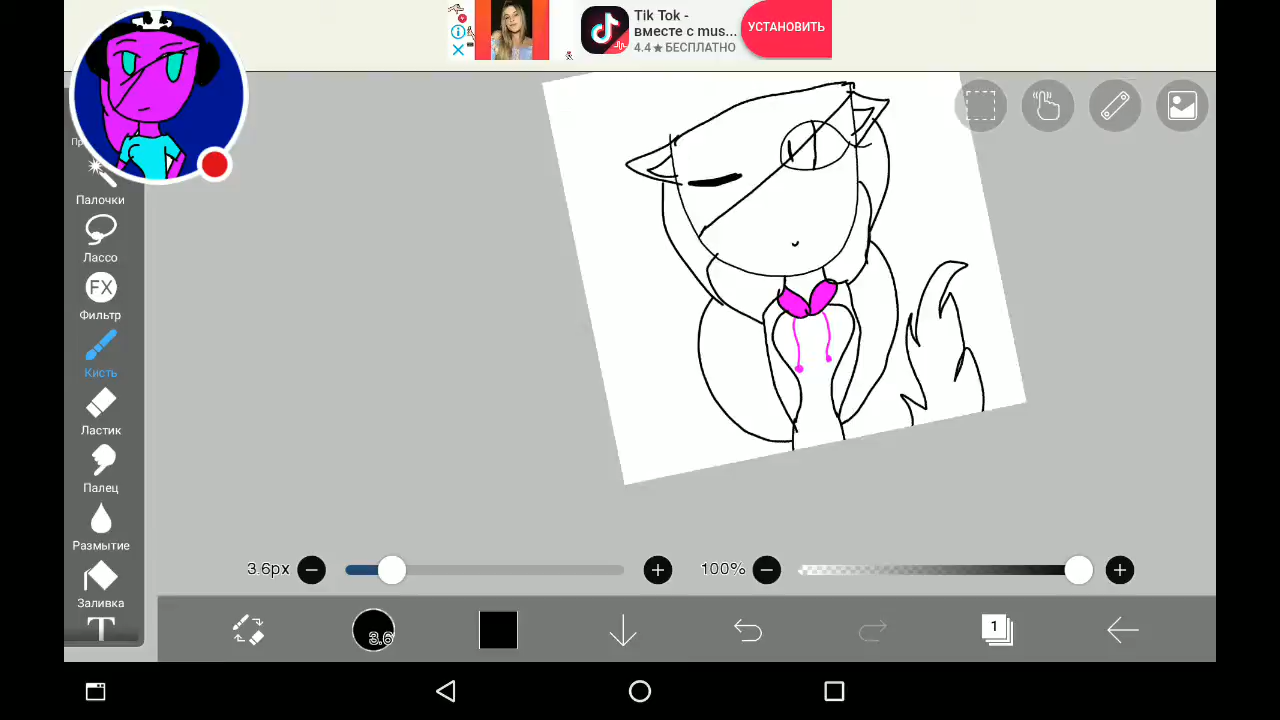 Tik Tok -
вместе с mus...
4.4★ БЕСПЛАТНО
УСТАНОВИТЬ
Палочки
Лассо
FX
Фильтр
Кисть
Ластик
Палец
Размытие
Заливка
T
3.6px
100%
3.6
1